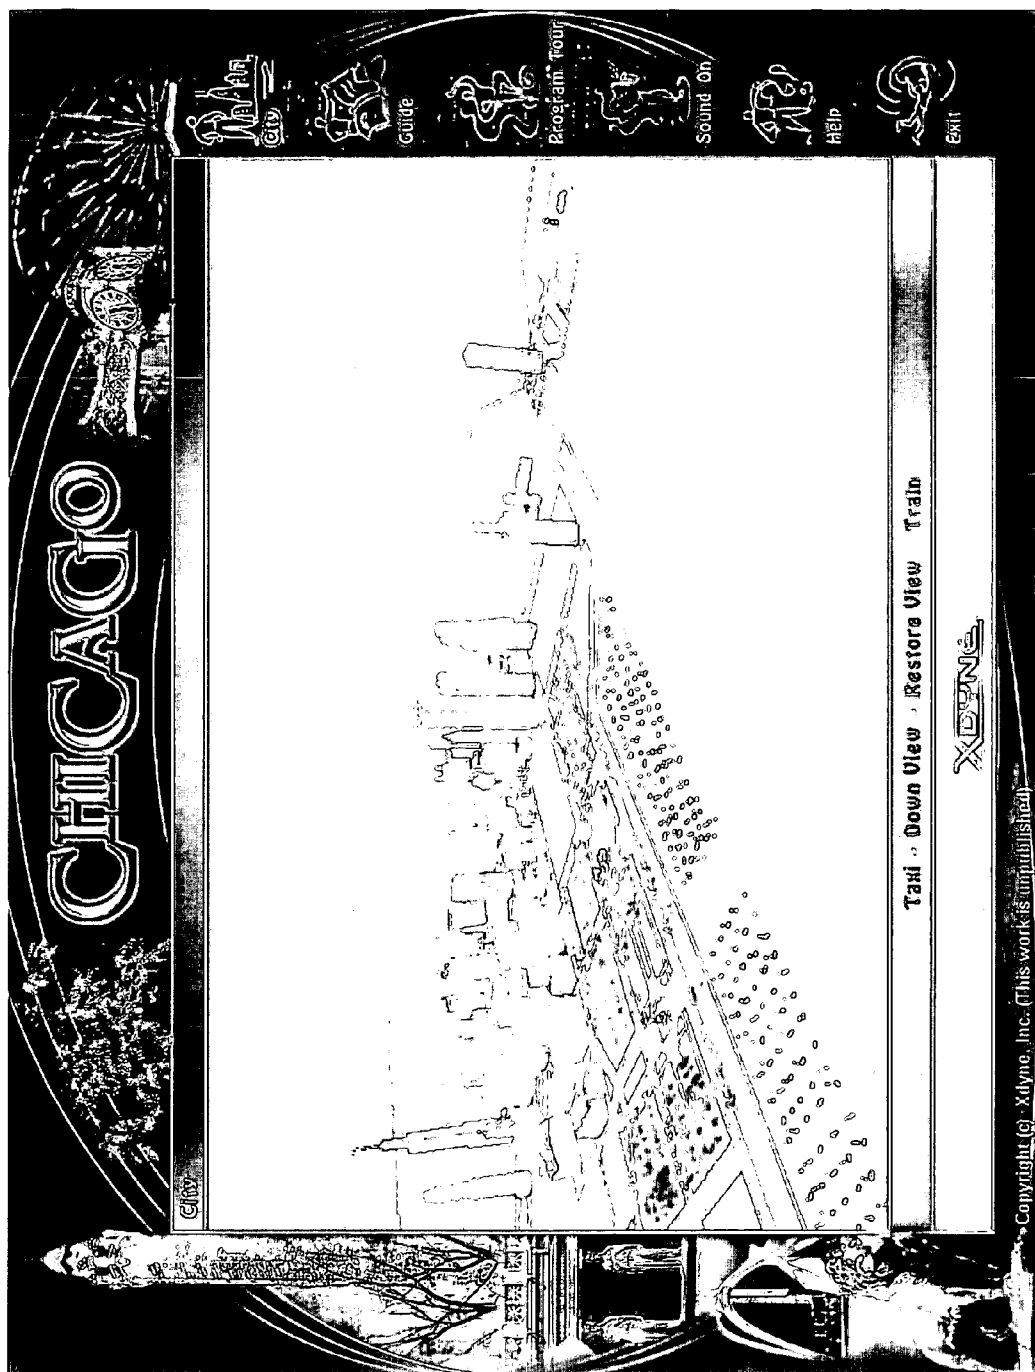 CHICAGO
City
City
Guide
Program Tour
Sound On
Help
Exit
Taxi
Down View
Restore View
Train
XDYNE
Copyright (c) Xdyne, Inc. (This work is unpublished)